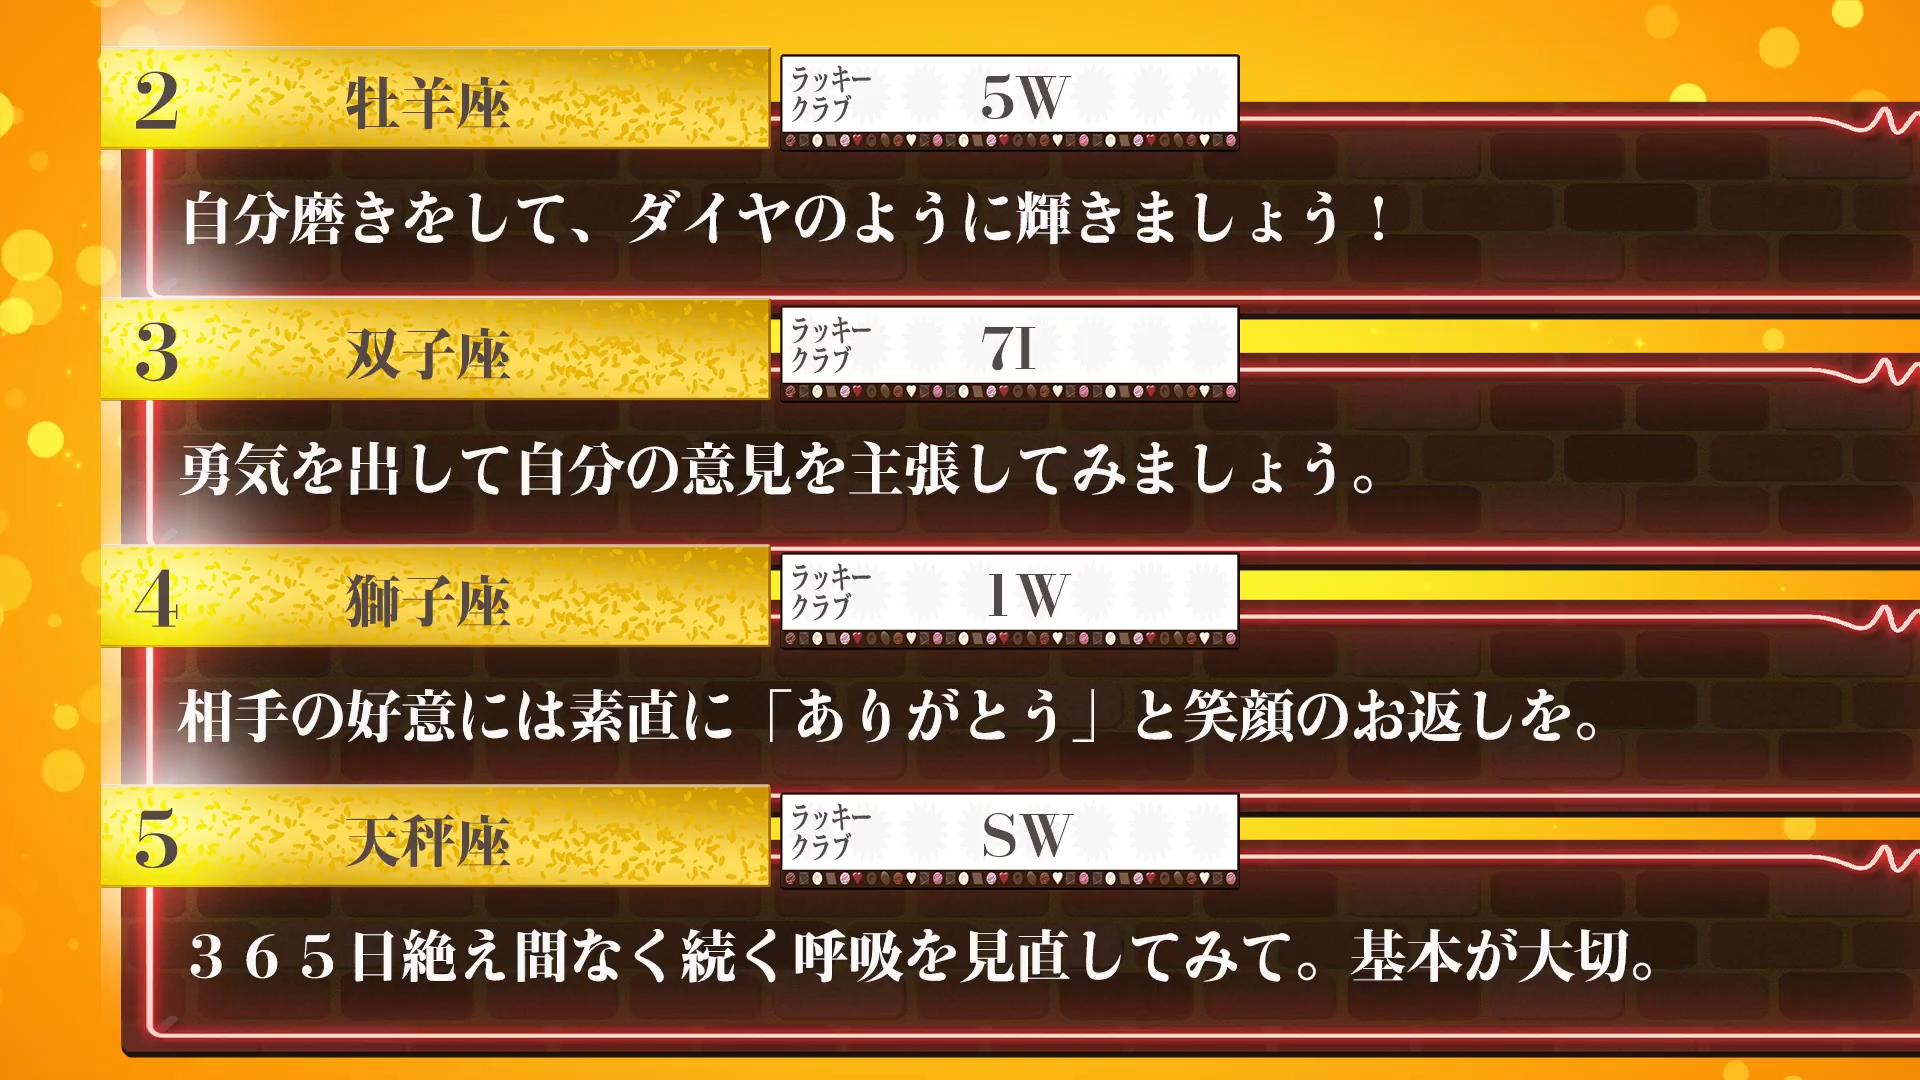 2 牡羊座
ラッキー
クラブ
5W
自分磨きをして、ダイヤのように輝きましょう！
3 双子座
ラッキー
クラブ
7I
勇気を出して自分の意見を主張してみましょう。
4 獅子座
ラッキー
クラブ
1W
相手の好意には素直に「ありがとう」と笑顔のお返しを。
5 天秤座
ラッキー
クラブ
SW
３６５日絶え間なく続く呼吸を見直してみて。基本が大切。